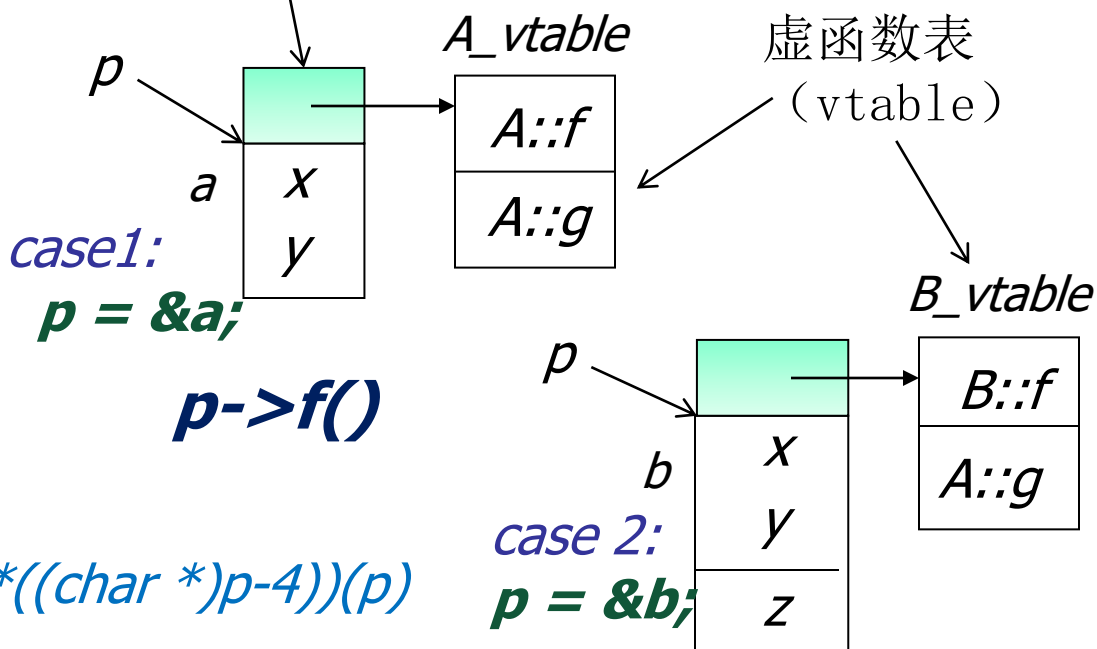 A_vtable
虚函数表
（vtable）
p
A::f
a
x
A::g
y
case1:
p = &a;
B_vtable
p
B::f
p->f()
x
b
A::g
y
case 2:
*((char *)p-4))(p)
p = &b;
z